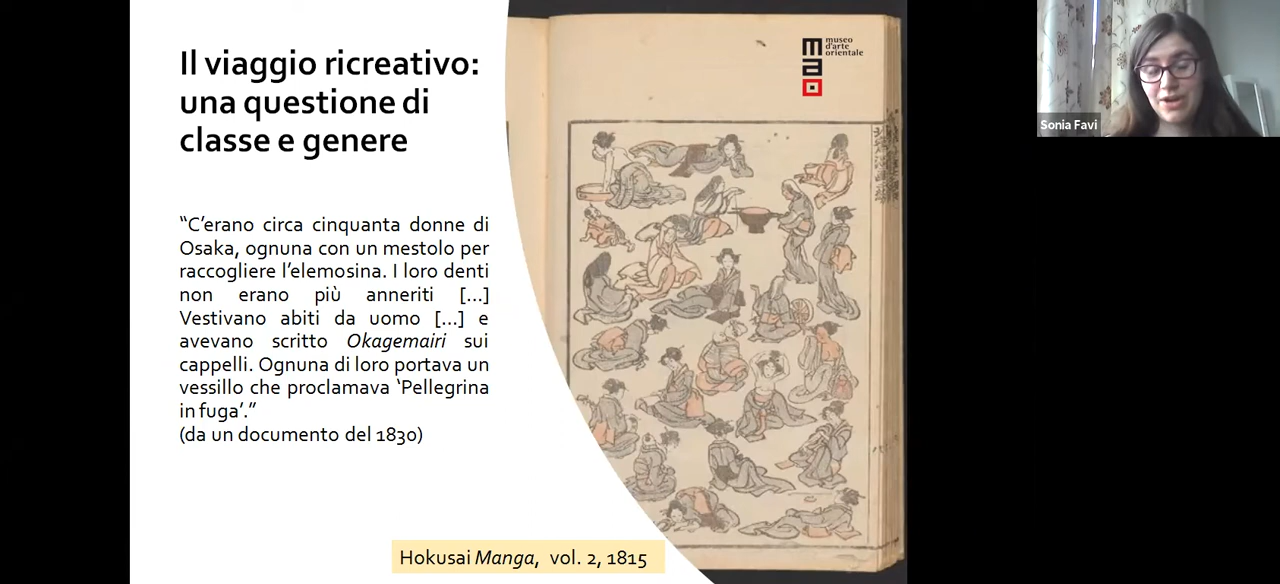 Il viaggio ricreativo:
una questione di
classe e genere
“C’erano circa cinquanta donne di
Osaka, ognuna con un mestolo per
raccogliere l’elemosina. I loro denti
non erano più anneriti [...]
Vestivano abiti da uomo [...] e
avevano scritto Okagemairi sui
cappelli. Ognuna di loro portava un
vessillo che proclamava ‘Pellegrina
in fuga’.”
(da un documento del 1830)
Hokusai Manga, vol. 2, 1815
mao
museo
d'arte
orientale
Sonia Favi